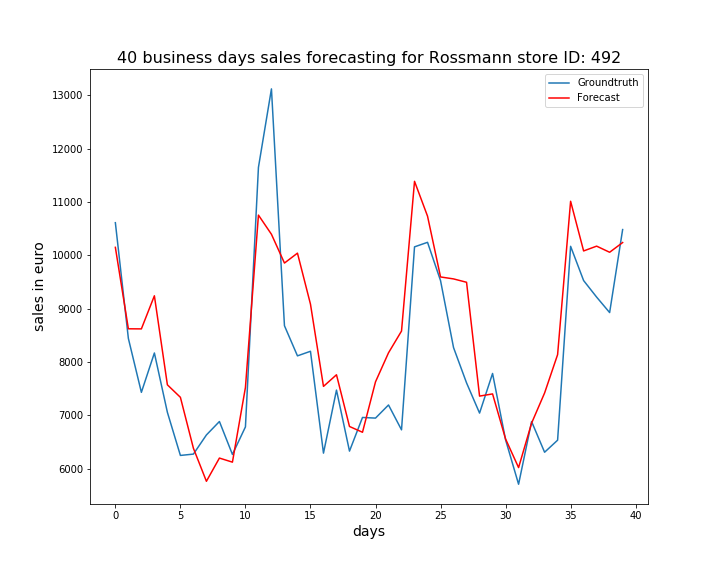 40 business days sales forecasting for Rossmann store ID: 492
Groundtruth
Forecast
13000
12000
11000
10000
9000
8000
7000
6000
sales in euro
0 5 10 15 20 25 30 35 40
days